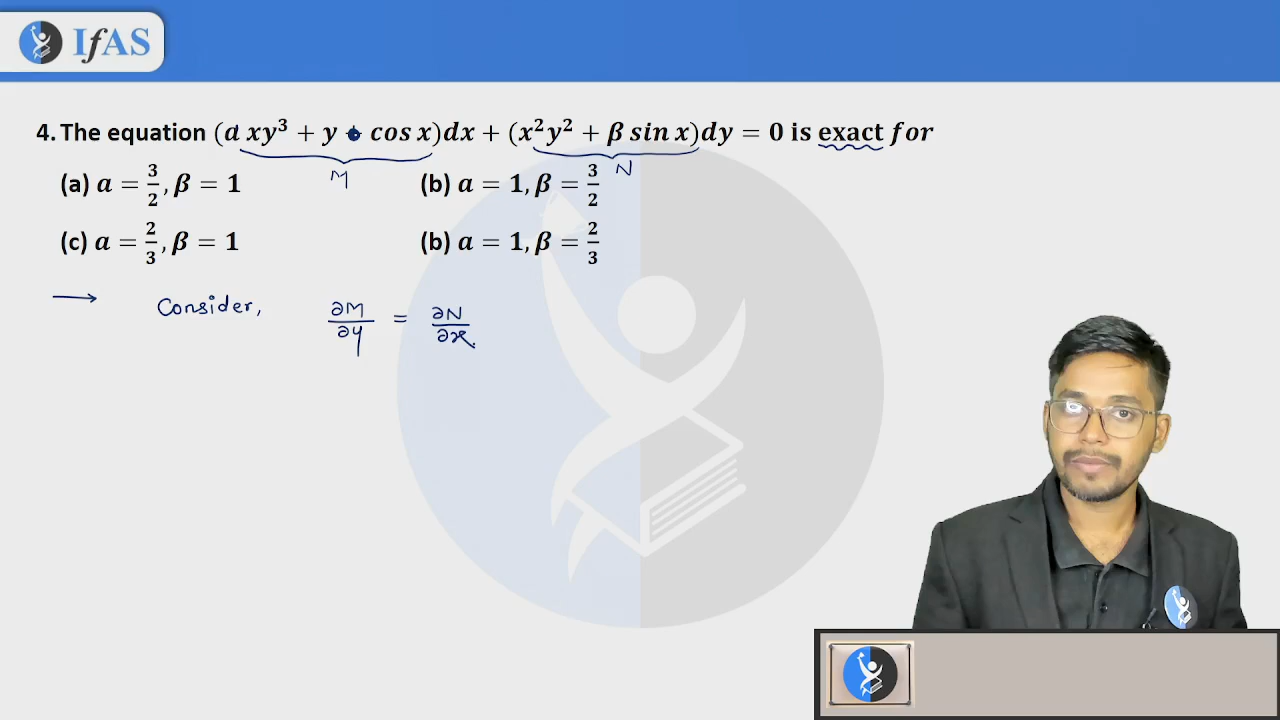 IfAS
4. The equation (α xy³ + y • cos x)dx + (x²y² + β sin x)dy = 0 is exact for
M N
(a) a = 3/2, β = 1 (b) a = 1, β = 3/2
(c) a = 2/3, β = 1 (b) a = 1, β = 2/3
→ Consider, ∂M/∂y = ∂N/∂x.